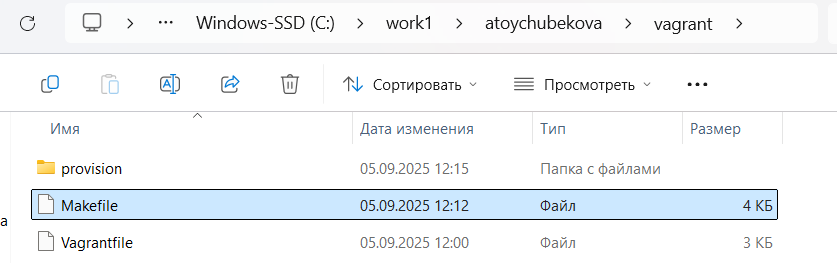 Windows-SSD (C:) > work1 > atoychubekova > vagrant >
Сортировать Просмотреть
Имя Дата изменения Тип Размер
provision 05.09.2025 12:15 Папка с файлами
Makefile 05.09.2025 12:12 Файл 4 КБ
а
Vagrantfile 05.09.2025 12:00 Файл 3 КБ